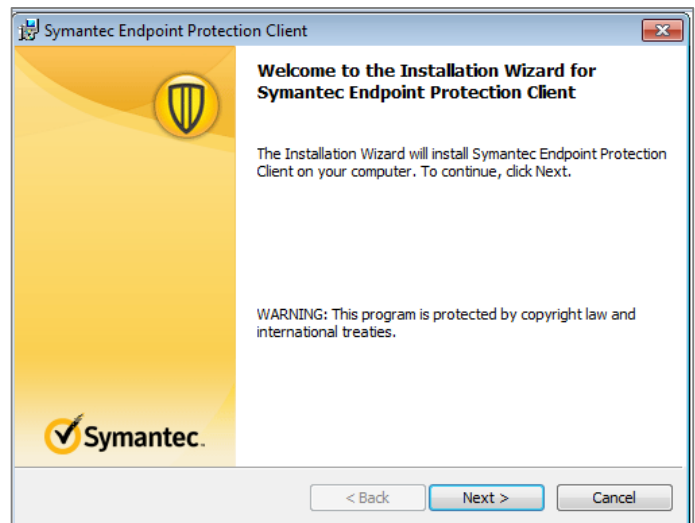 Symantec Endpoint Protection Client
Welcome to the Installation Wizard for
Symantec Endpoint Protection Client
The Installation Wizard will install Symantec Endpoint Protection
Client on your computer. To continue, click Next.
WARNING: This program is protected by copyright law and
international treaties.
Symantec.
< Back
Next >
Cancel